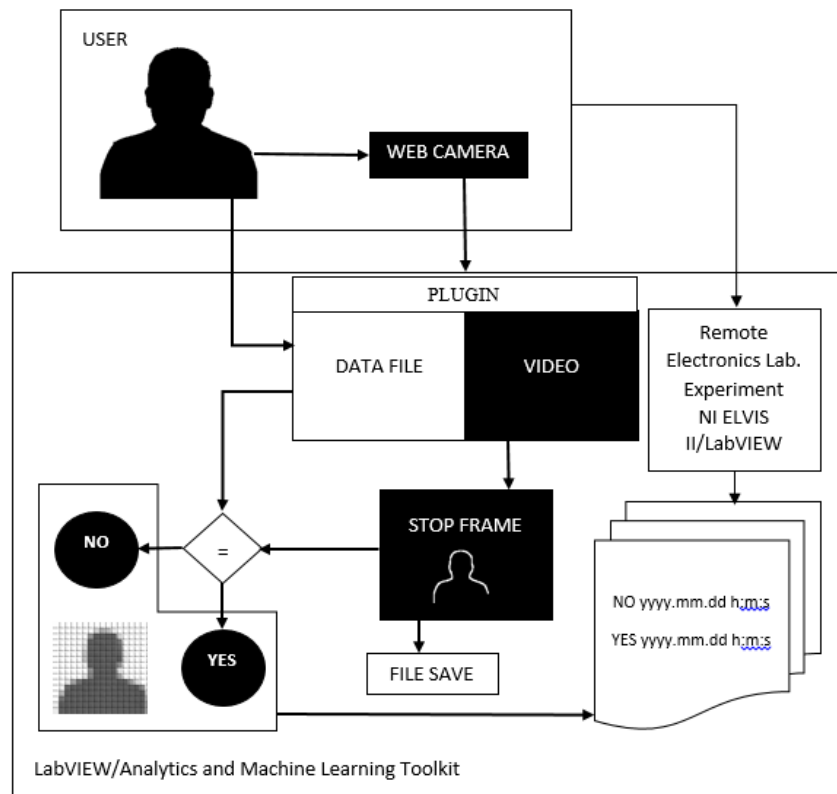 USER
WEB CAMERA
PLUGIN
DATA FILE
VIDEO
Remote
Electronics Lab.
Experiment
NI ELVIS
II/LabVIEW
STOP FRAME
NO
=
YES
FILE SAVE
NO yyyy.mm.dd h:m:s
YES yyyy.mm.dd h:m:s
LabVIEW/Analytics and Machine Learning Toolkit